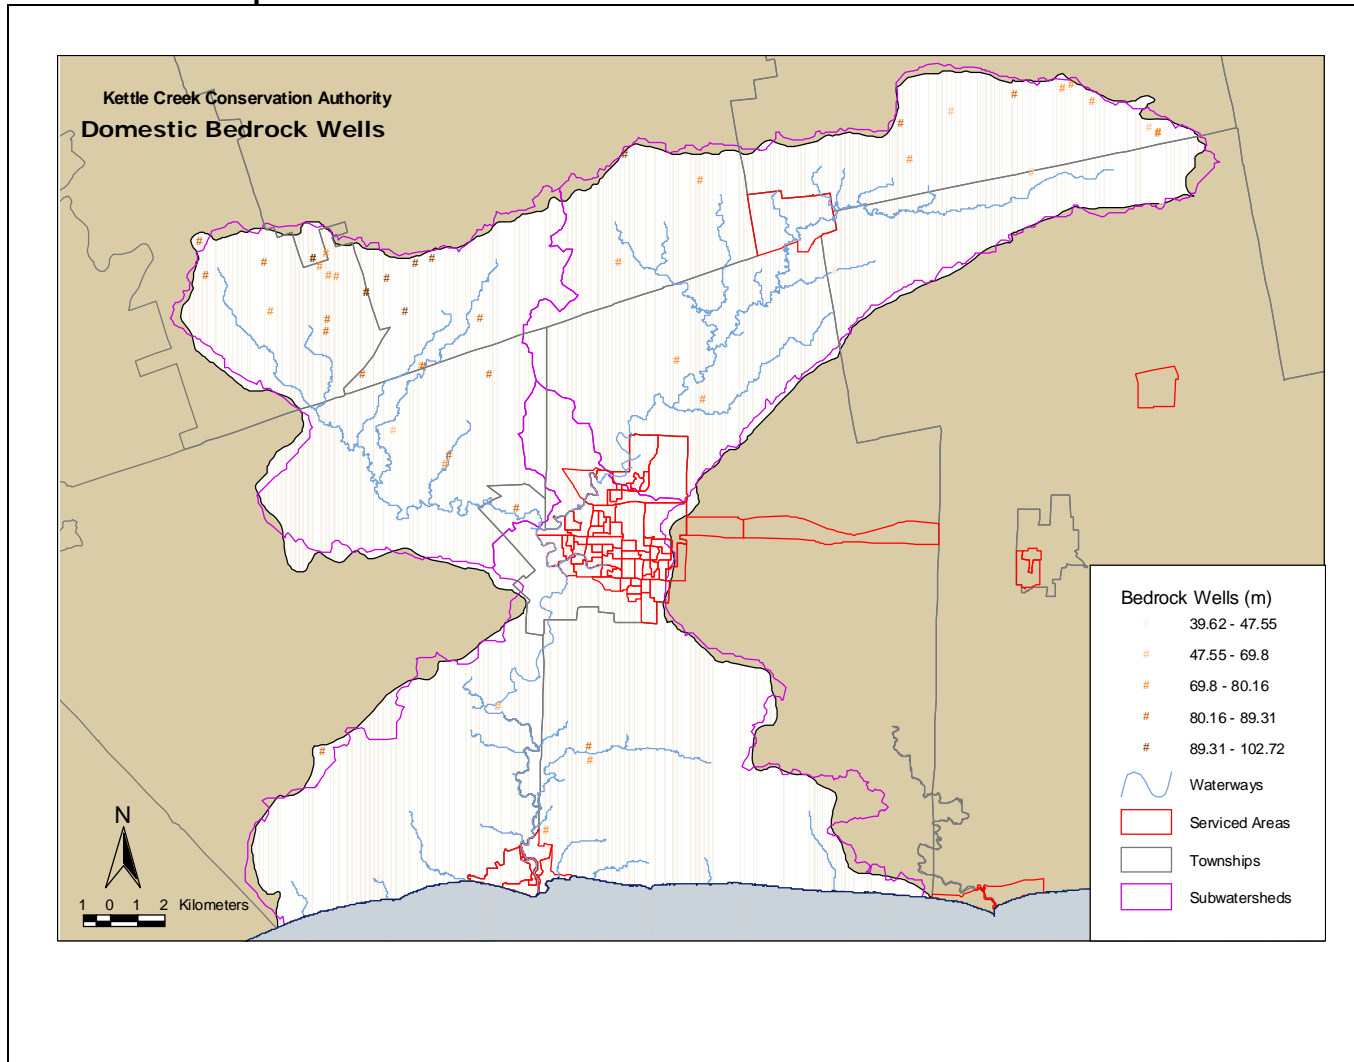 Kettle Creek Conservation Authority
Domestic Bedrock Wells
Bedrock Wells (m)
# 39.62 - 47.55
# 47.55 - 69.8
# 69.8 - 80.16
# 80.16 - 89.31
# 89.31 - 102.72
Waterways
Serviced Areas
Townships
Subwatersheds
N
1 0 1 2 Kilometers